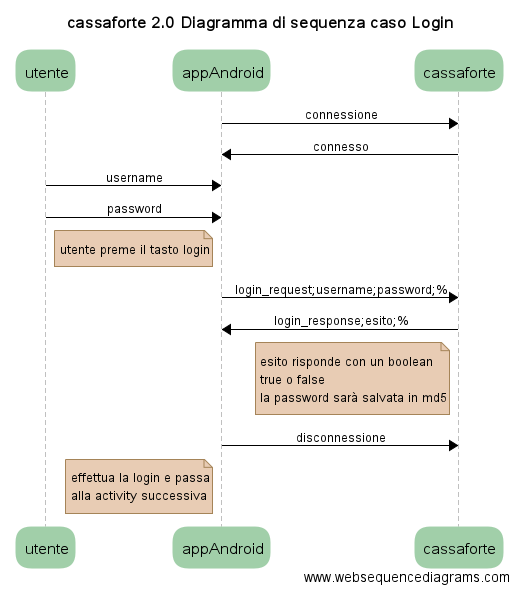 cassaforte 2.0 Diagramma di sequenza caso Login
utente
appAndroid
cassaforte
connessione
connesso
username
password
utente preme il tasto login
login_request;username;password;%
login_response;esito;%
esito risponde con un boolean
true o false
la password sarà salvata in md5
disconnessione
effettua la login e passa
alla activity successiva
utente
appAndroid
cassaforte
www.websequencediagrams.com